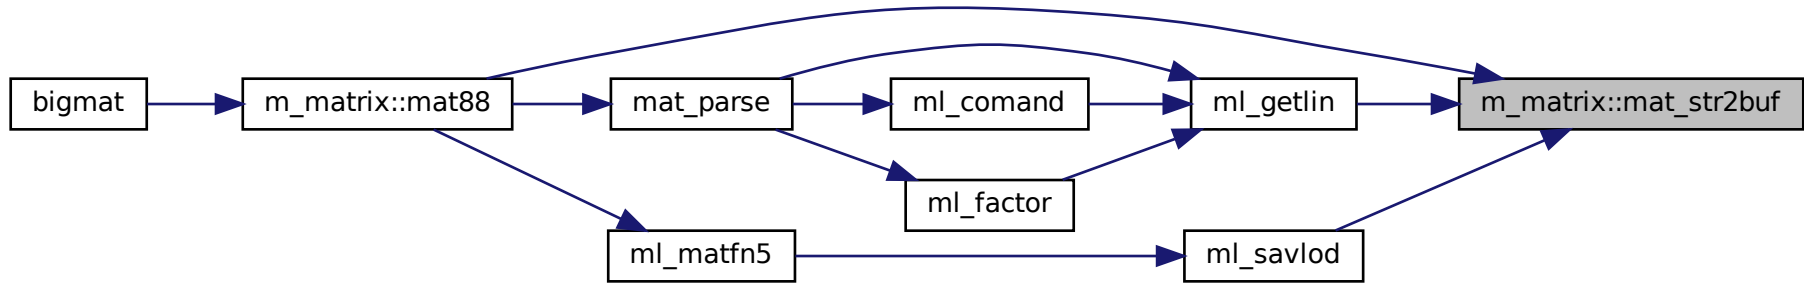 bigmat
m_matrix::mat88
mat_parse
ml_comand
ml_getlin
m_matrix::mat_str2buf
ml_factor
ml_matfn5
ml_savlod